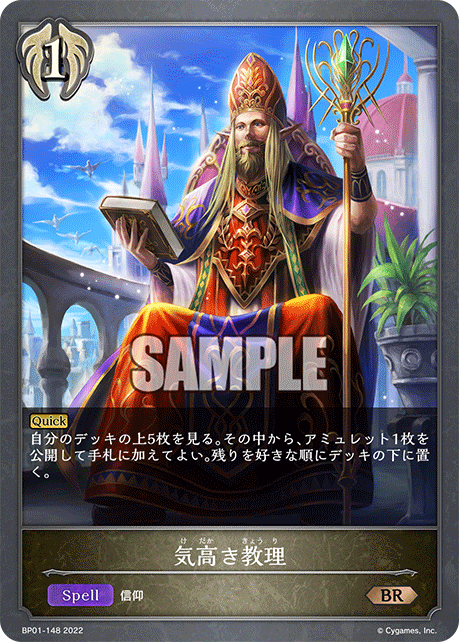 1
SAMPLE
Quick
自分のデッキの上5枚を見る。その中から、アミュレット1枚を
公開して手札に加えてよい。残りを好きな順にデッキの下に置
く。
けだか きょうり
気高き教理
Spell 信仰 BR
BP01-148 2022 © Cygames, Inc.